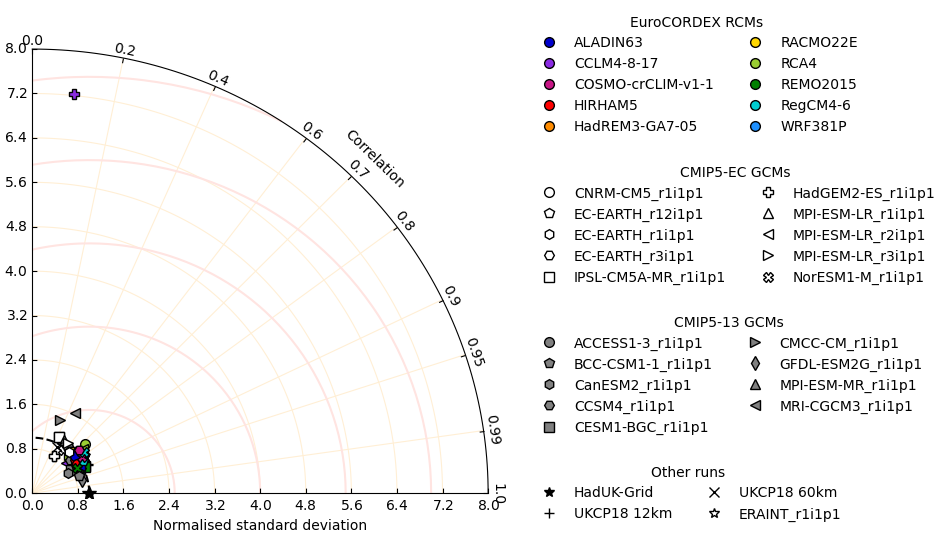 EuroCORDEX RCMs
ALADIN63 RACMO22E
CCLM4-8-17 RCA4
COSMO-crCLIM-v1-1 REMO2015
HIRHAM5 RegCM4-6
HadREM3-GA7-05 WRF381P
CMIP5-EC GCMs
CNRM-CM5_r1i1p1 HadGEM2-ES_r1i1p1
EC-EARTH_r12i1p1 MPI-ESM-LR_r1i1p1
EC-EARTH_r1i1p1 MPI-ESM-LR_r2i1p1
EC-EARTH_r3i1p1 MPI-ESM-LR_r3i1p1
IPSL-CM5A-MR_r1i1p1 NorESM1-M_r1i1p1
CMIP5-13 GCMs
ACCESS1-3_r1i1p1 CMCC-CM_r1i1p1
BCC-CSM1-1_r1i1p1 GFDL-ESM2G_r1i1p1
CanESM2_r1i1p1 MPI-ESM-MR_r1i1p1
CCSM4_r1i1p1 MRI-CGCM3_r1i1p1
CESM1-BGC_r1i1p1
Other runs
HadUK-Grid UKCP18 60km
UKCP18 12km ERAINT_r1i1p1
8.0
7.2
6.4
5.6
4.8
4.0
3.2
2.4
1.6
0.8
0.0
0.0
0.2
0.4
0.6
0.7
0.8
0.9
0.95
0.99
1.0
Correlation
0.0 0.8 1.6 2.4 3.2 4.0 4.8 5.6 6.4 7.2 8.0
Normalised standard deviation